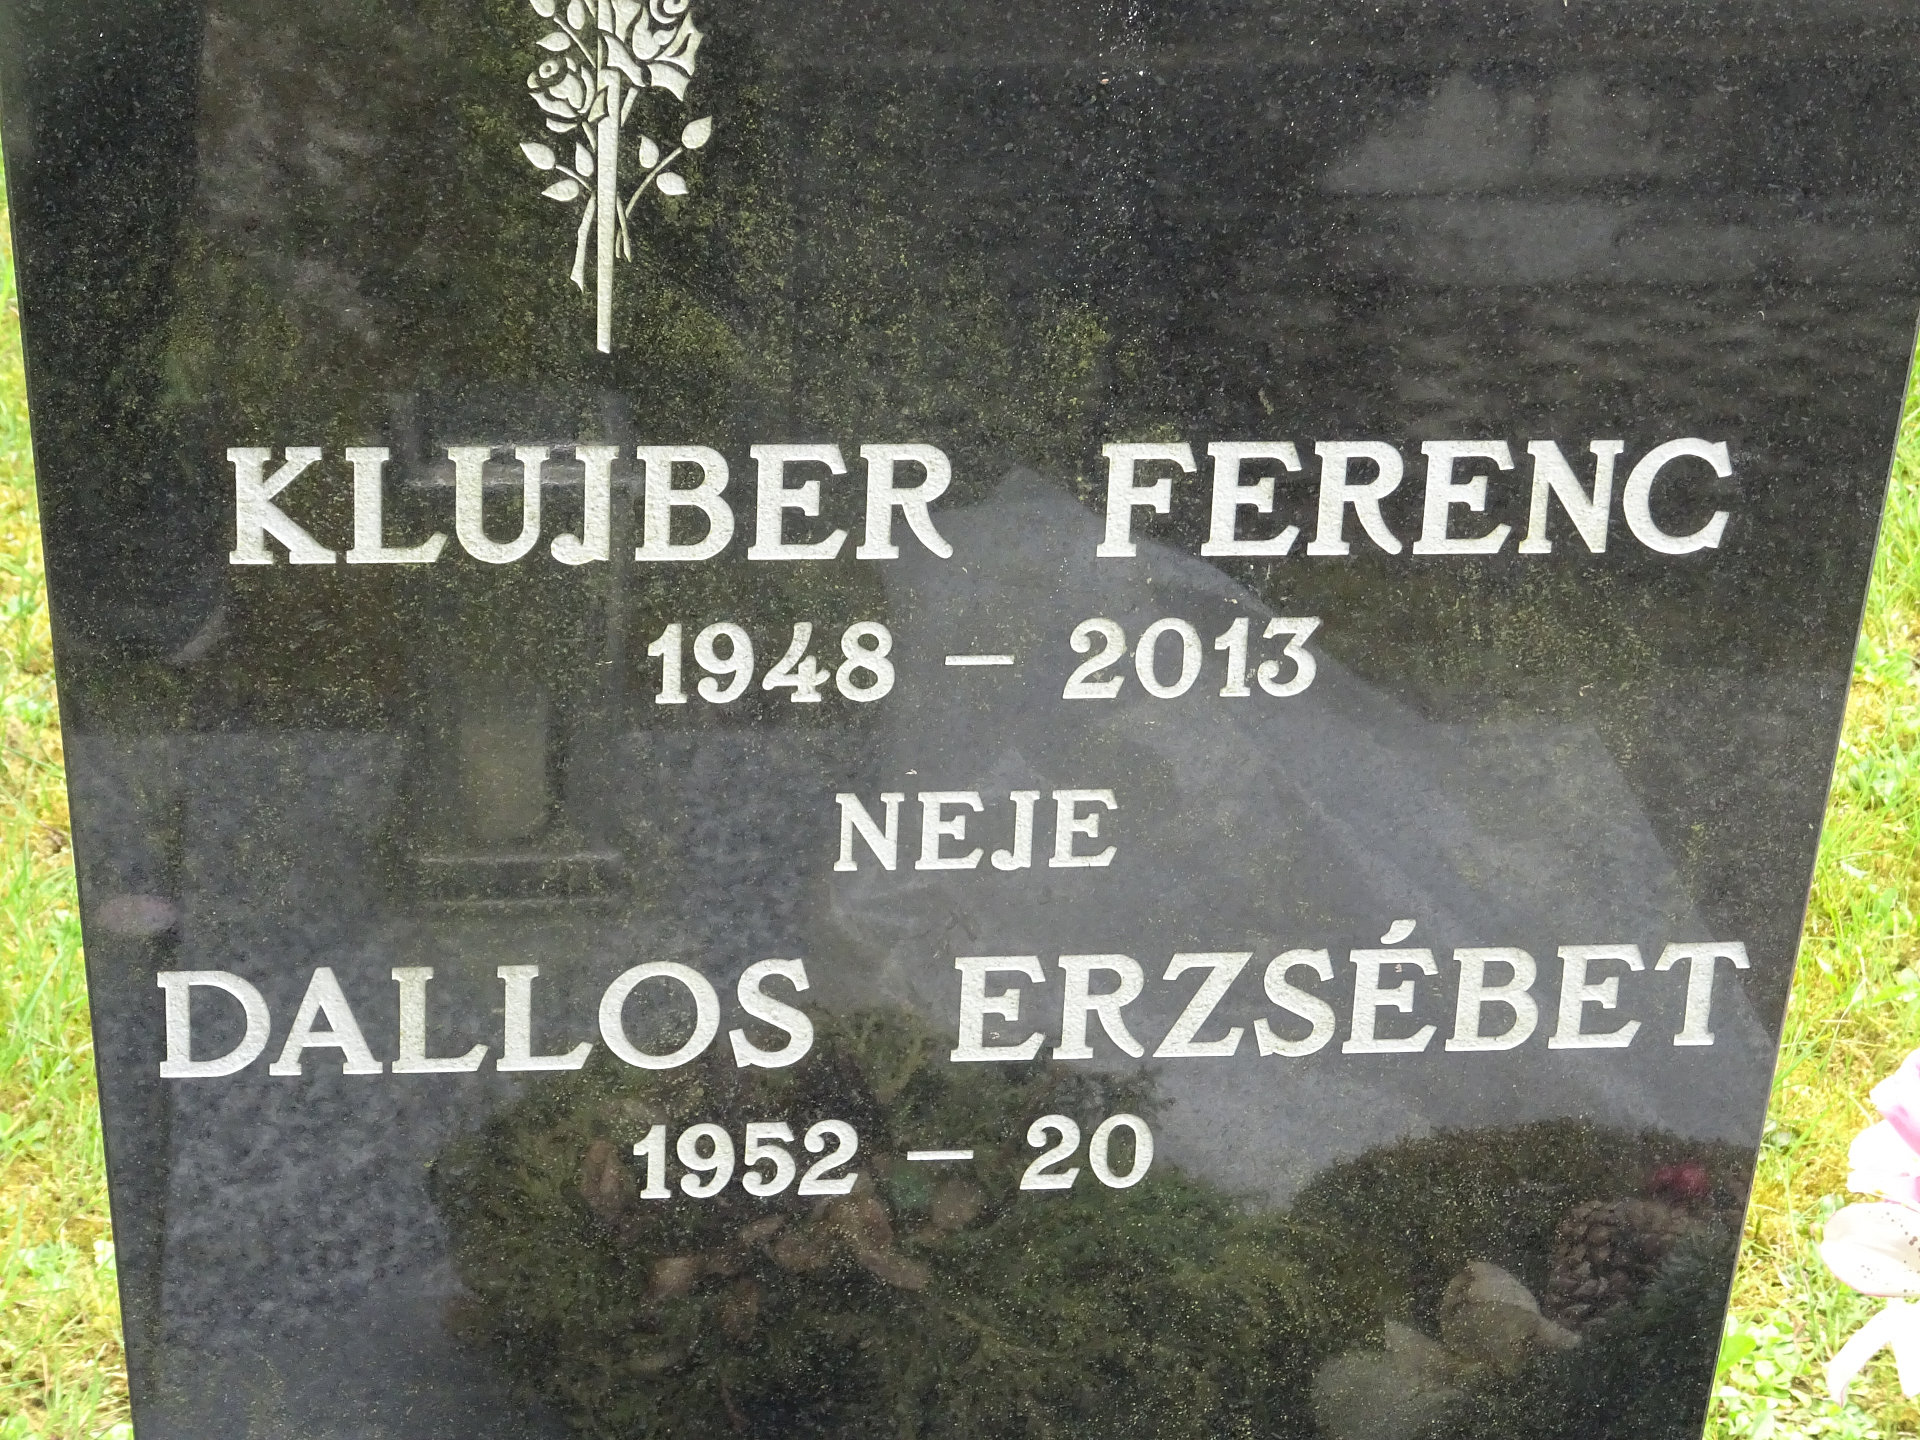 KLUJBER FERENC
1948 – 2013
NEJE
DALLOS ERZSÉBET
1952 – 20